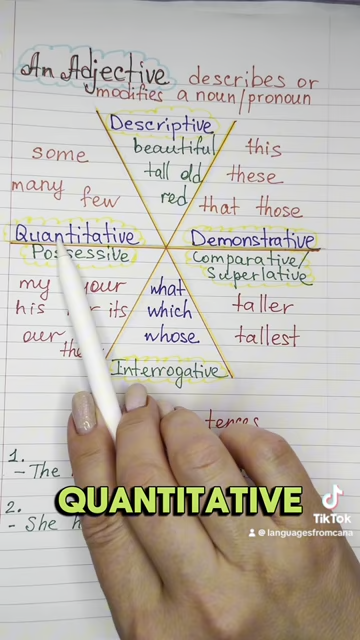 An Adjective describes or
modifies a noun/pronoun
Descriptive
beautiful
tall old
red
some
many few
Quantitative
this
these
that those
Demonstrative
Possessive
my your
his its
our
what
which
whose
Interrogative
Comparative/
Superlative
taller
tallest
1.
- The
2.
- She
QUANTITATIVE
TikTok
@languagesfromcana